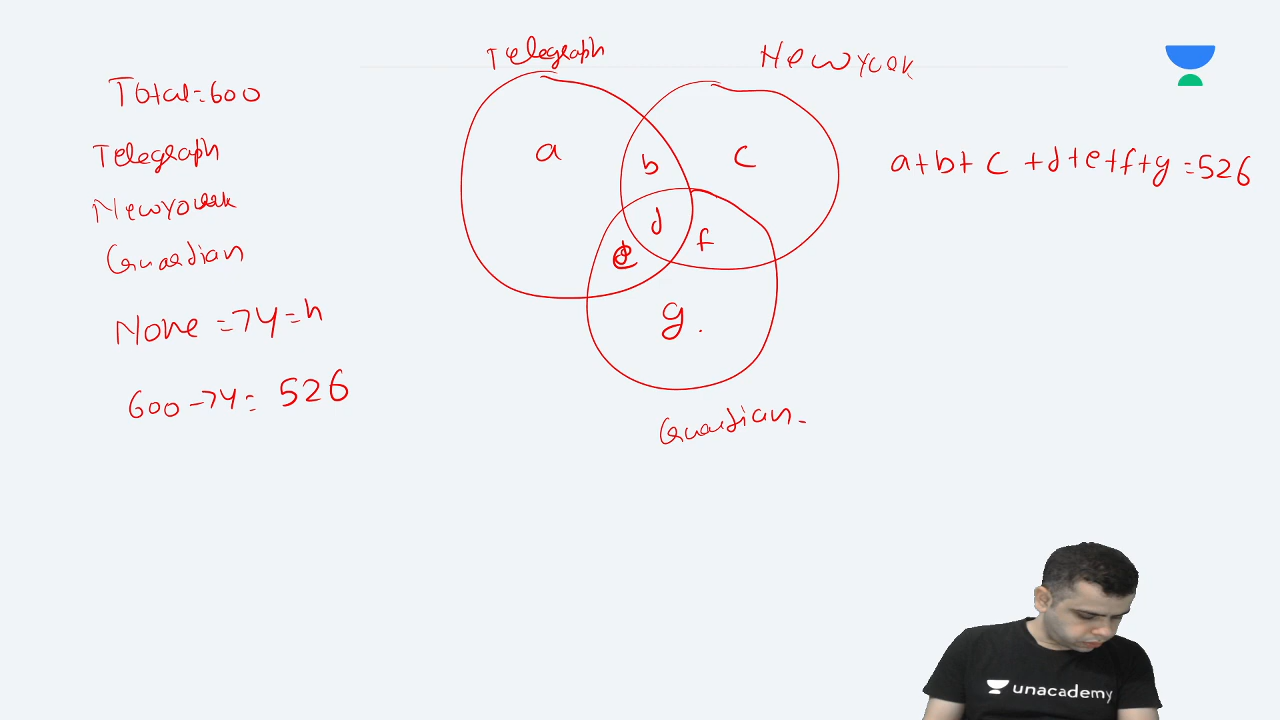 Telegraph
Newyork
Total=600
Telegraph
Newyork
Guardian
None =74=h
600-74= 526
a
b
c
d
e
f
g.
Guardian-
a+b+c+d+e+f+g=526
unacademy